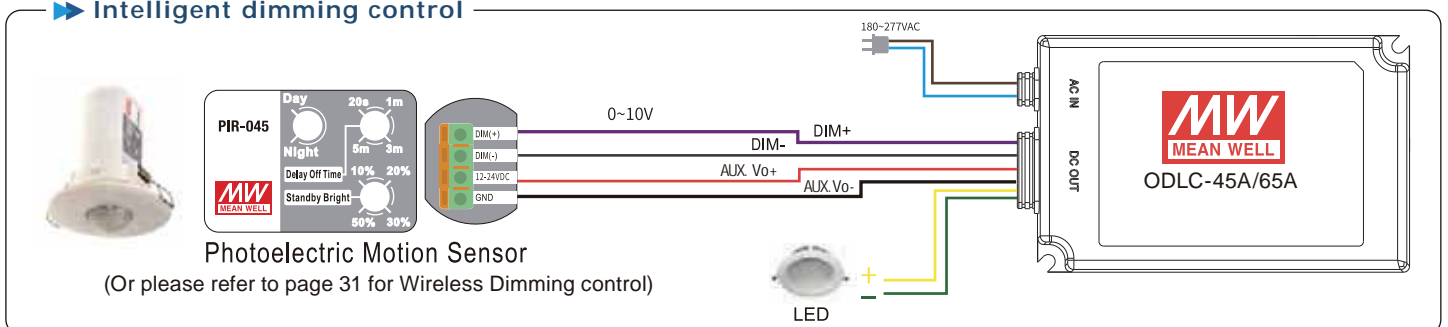 Intelligent dimming control
180~277VAC
PIR-045
Day
Night
20s 1m
5m 3m
Delay Off Time
10% 20%
Standby Bright
50% 30%
MW
MEAN WELL
DIM(+)
DIM(-)
12-24VDC
GND
0~10V
DIM+
DIM-
AUX. Vo+
AUX. Vo-
AC IN
DC OUT
MW
MEAN WELL
ODLC-45A/65A
Photoelectric Motion Sensor
(Or please refer to page 31 for Wireless Dimming control)
+
−
LED